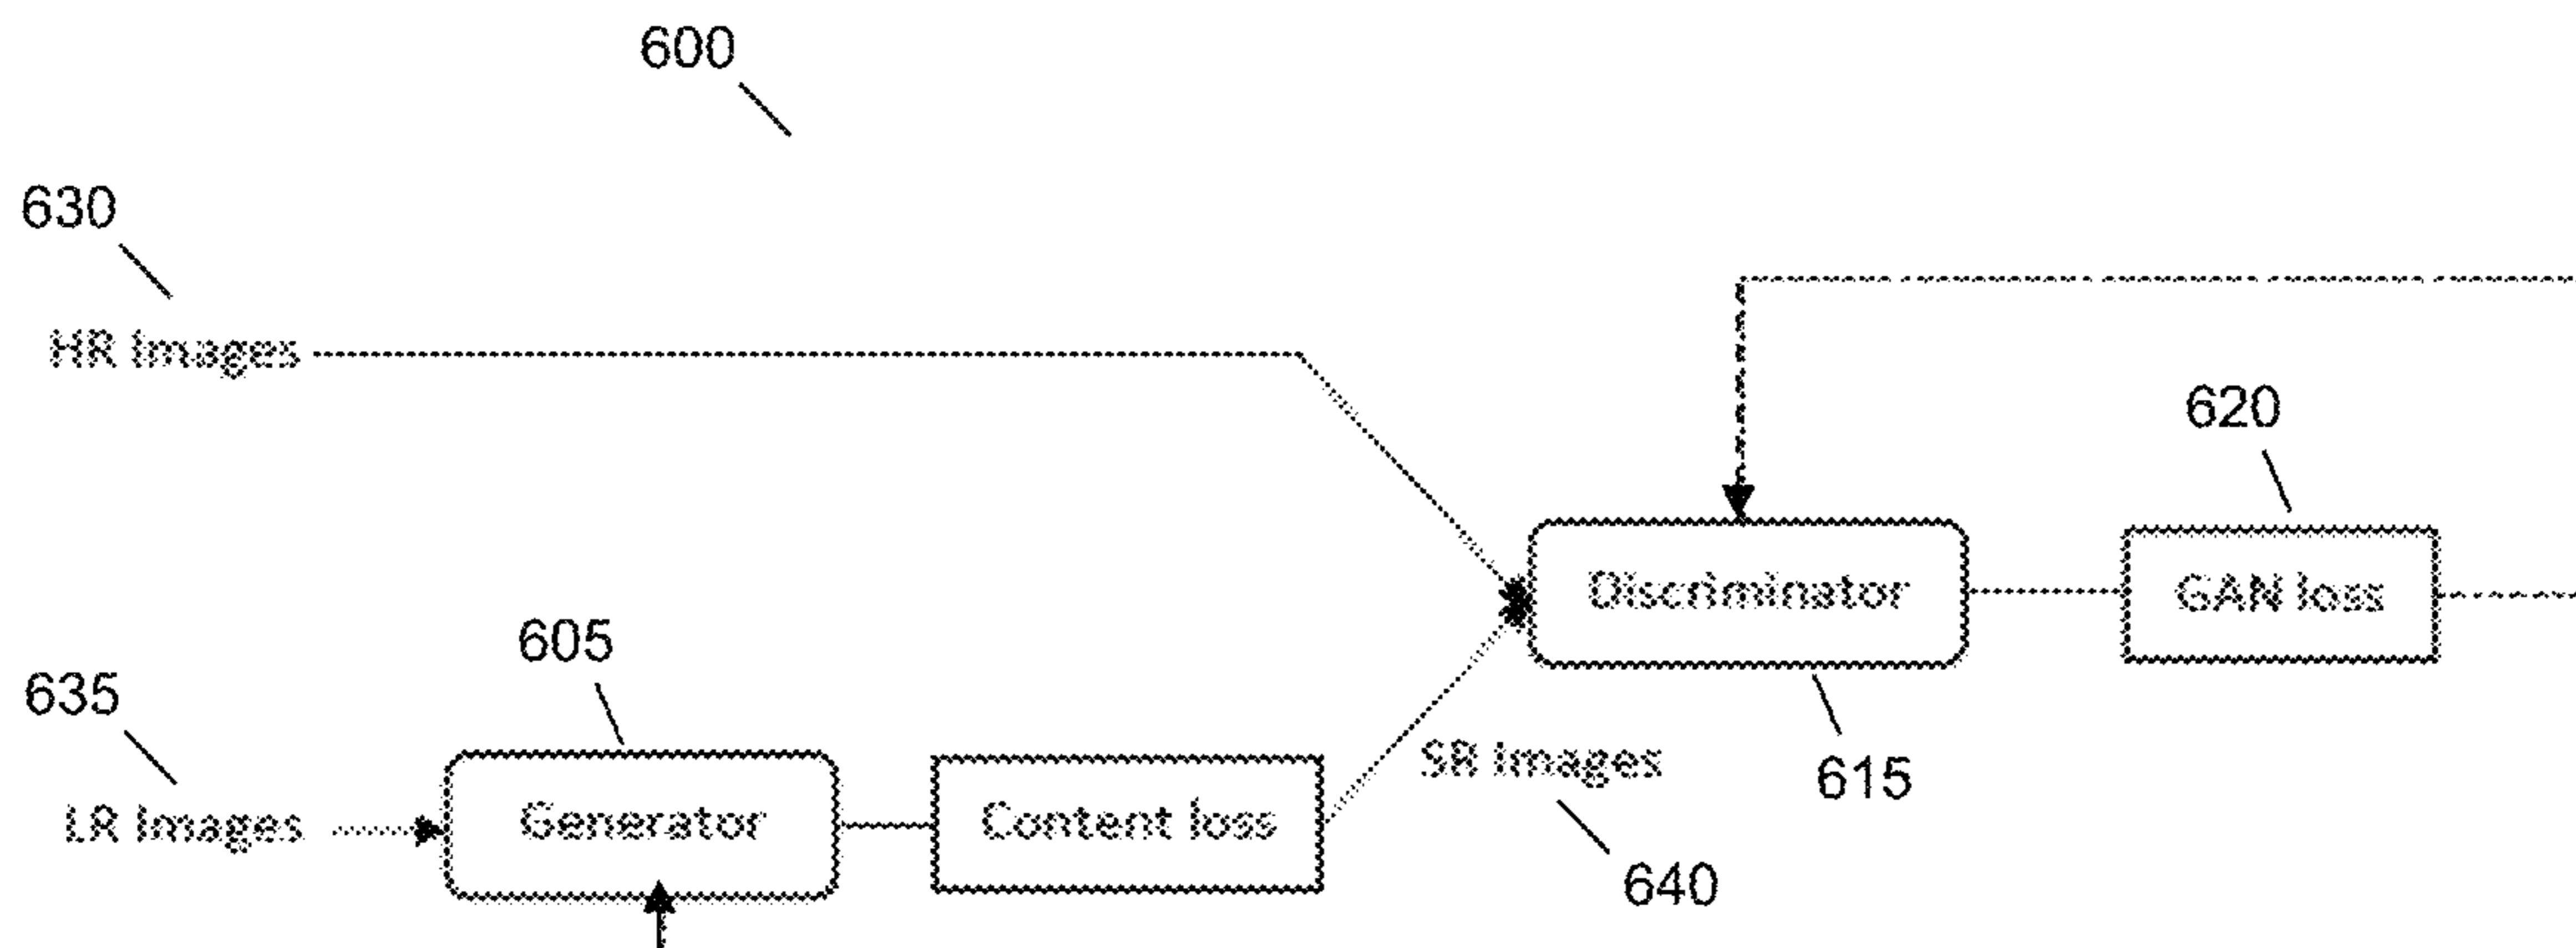 600
630
HR Images
620
Discriminator
GAN loss
605
635
SR Images
615
LR Images
Generator
Content loss
640